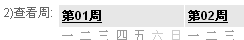 2)查看周: 第01周 第02周
一 二 三 四 五 六 日 一 二 三